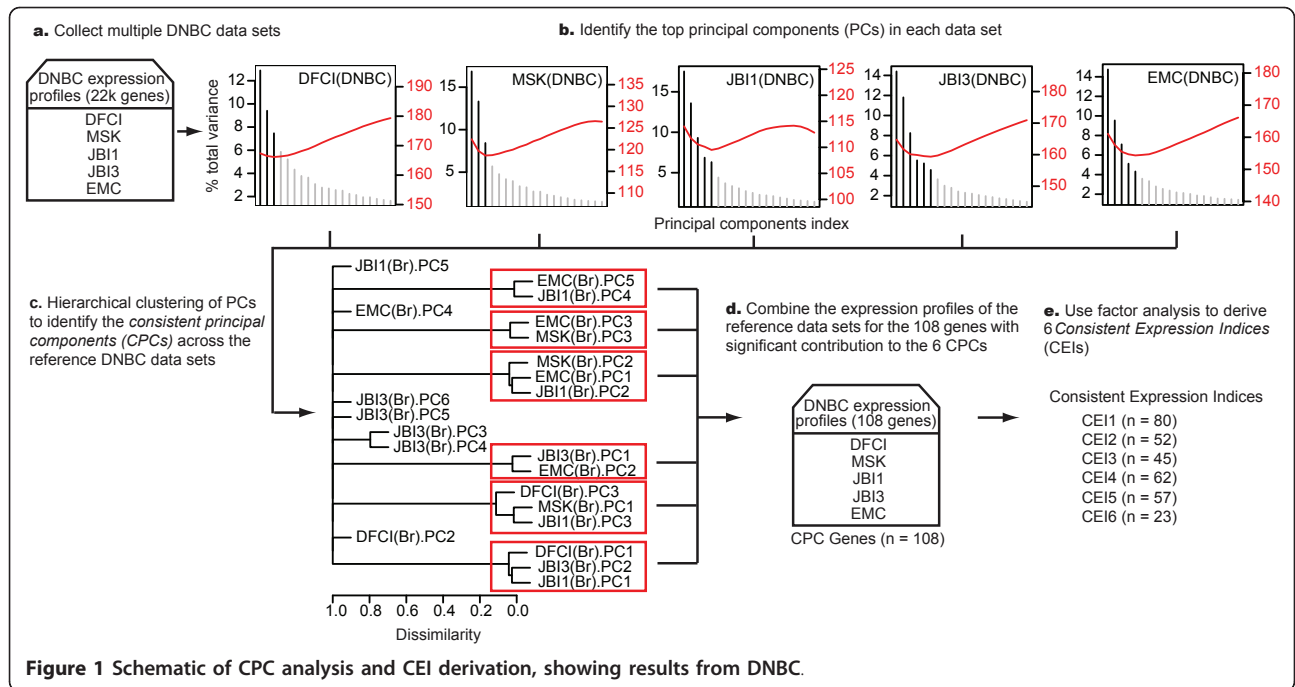 a. Collect multiple DNBC data sets
b. Identify the top principal components (PCs) in each data set
DNBC expression
profiles (22k genes)
DFCI
MSK
JBI1
JBI3
EMC
% total variance
DFCI(DNBC)
12
10
8
6
4
2
190
180
170
160
150
MSK(DNBC)
15
10
5
135
130
125
120
115
110
JBI1(DNBC)
15
10
5
125
120
115
110
105
100
JBI3(DNBC)
14
12
10
8
6
4
2
180
170
160
150
EMC(DNBC)
14
12
10
8
6
4
2
180
170
160
150
140
Principal components index
c. Hierarchical clustering of PCs
to identify the consistent principal
components (CPCs) across the
reference DNBC data sets
JBI1(Br).PC5
EMC(Br).PC5
JBI1(Br).PC4
EMC(Br).PC4
EMC(Br).PC3
MSK(Br).PC3
MSK(Br).PC2
EMC(Br).PC1
JBI1(Br).PC2
JBI3(Br).PC6
JBI3(Br).PC5
JBI3(Br).PC3
JBI3(Br).PC4
JBI3(Br).PC1
EMC(Br).PC2
DFCI(Br).PC3
MSK(Br).PC1
JBI1(Br).PC3
DFCI(Br).PC2
DFCI(Br).PC1
JBI3(Br).PC2
JBI1(Br).PC1
1.0 0.8 0.6 0.4 0.2 0.0
Dissimilarity
d. Combine the expression profiles of the
reference data sets for the 108 genes with
significant contribution to the 6 CPCs
DNBC expression
profiles (108 genes)
DFCI
MSK
JBI1
JBI3
EMC
CPC Genes (n = 108)
e. Use factor analysis to derive
6 Consistent Expression Indices
(CEIs)
Consistent Expression Indices
CEI1 (n = 80)
CEI2 (n = 52)
CEI3 (n = 45)
CEI4 (n = 62)
CEI5 (n = 57)
CEI6 (n = 23)
Figure 1 Schematic of CPC analysis and CEI derivation, showing results from DNBC.